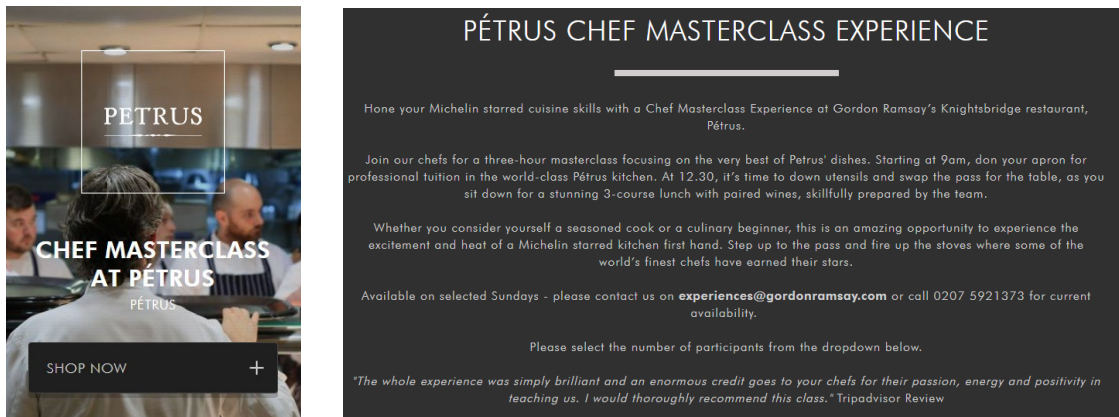 PETRUS
CHEF MASTERCLASS
AT PÉTRUS
PÉTRUS
SHOP NOW +
PÉTRUS CHEF MASTERCLASS EXPERIENCE
Hone your Michelin starred cuisine skills with a Chef Masterclass Experience at Gordon Ramsay's Knightsbridge restaurant,
Pétrus.
Join our chefs for a three-hour masterclass focusing on the very best of Petrus' dishes. Starting at 9am, don your apron for
professional tuition in the world-class Pétrus kitchen. At 12.30, it's time to down utensils and swap the pass for the table, as you
sit down for a stunning 3-course lunch with paired wines, skillfully prepared by the team.
Whether you consider yourself a seasoned cook or a culinary beginner, this is an amazing opportunity to experience the
excitement and heat of a Michelin starred kitchen first hand. Step up to the pass and fire up the stoves where some of the
world's finest chefs have earned their stars.
Available on selected Sundays - please contact us on experiences@gordonramsay.com or call 0207 5921373 for current
availability.
Please select the number of participants from the dropdown below.
"The whole experience was simply brilliant and an enormous credit goes to your chefs for their passion, energy and positivity in
teaching us. I would thoroughly recommend this class." Tripadvisor Review